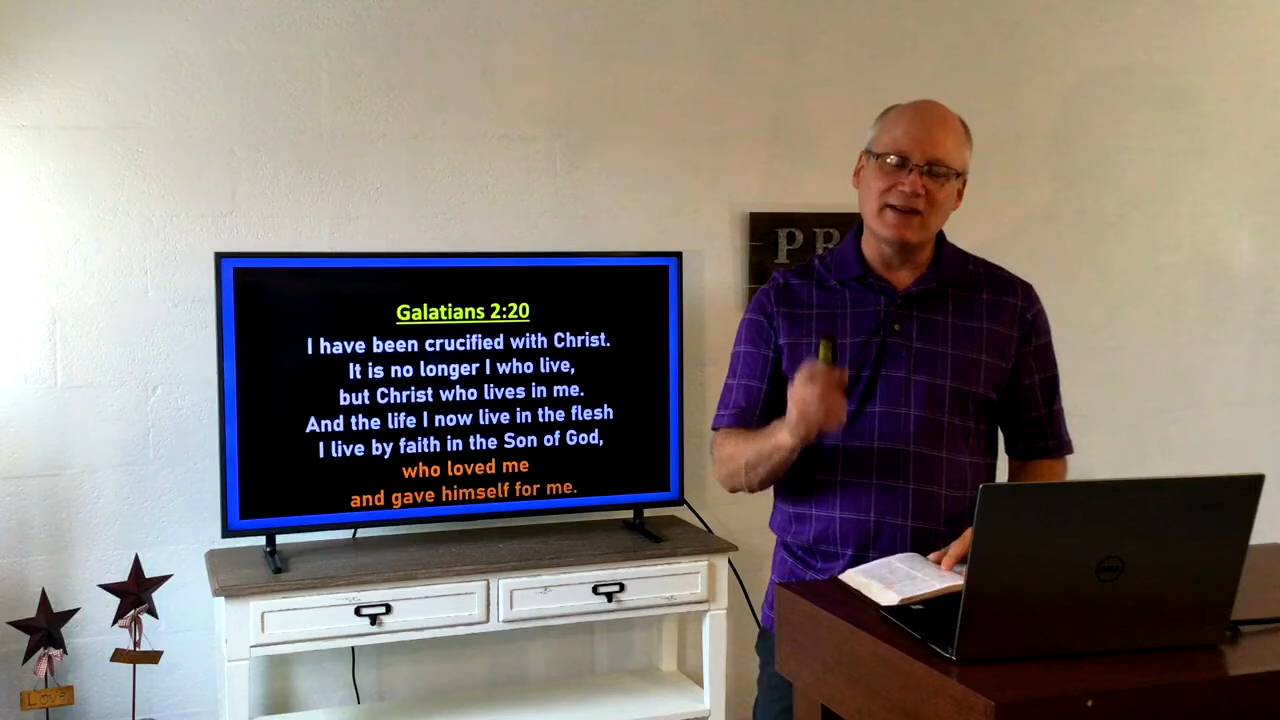 Galatians 2:20
I have been crucified with Christ.
It is no longer I who live,
but Christ who lives in me.
And the life I now live in the flesh
I live by faith in the Son of God,
who loved me
and gave himself for me.
PR
Love
DELL